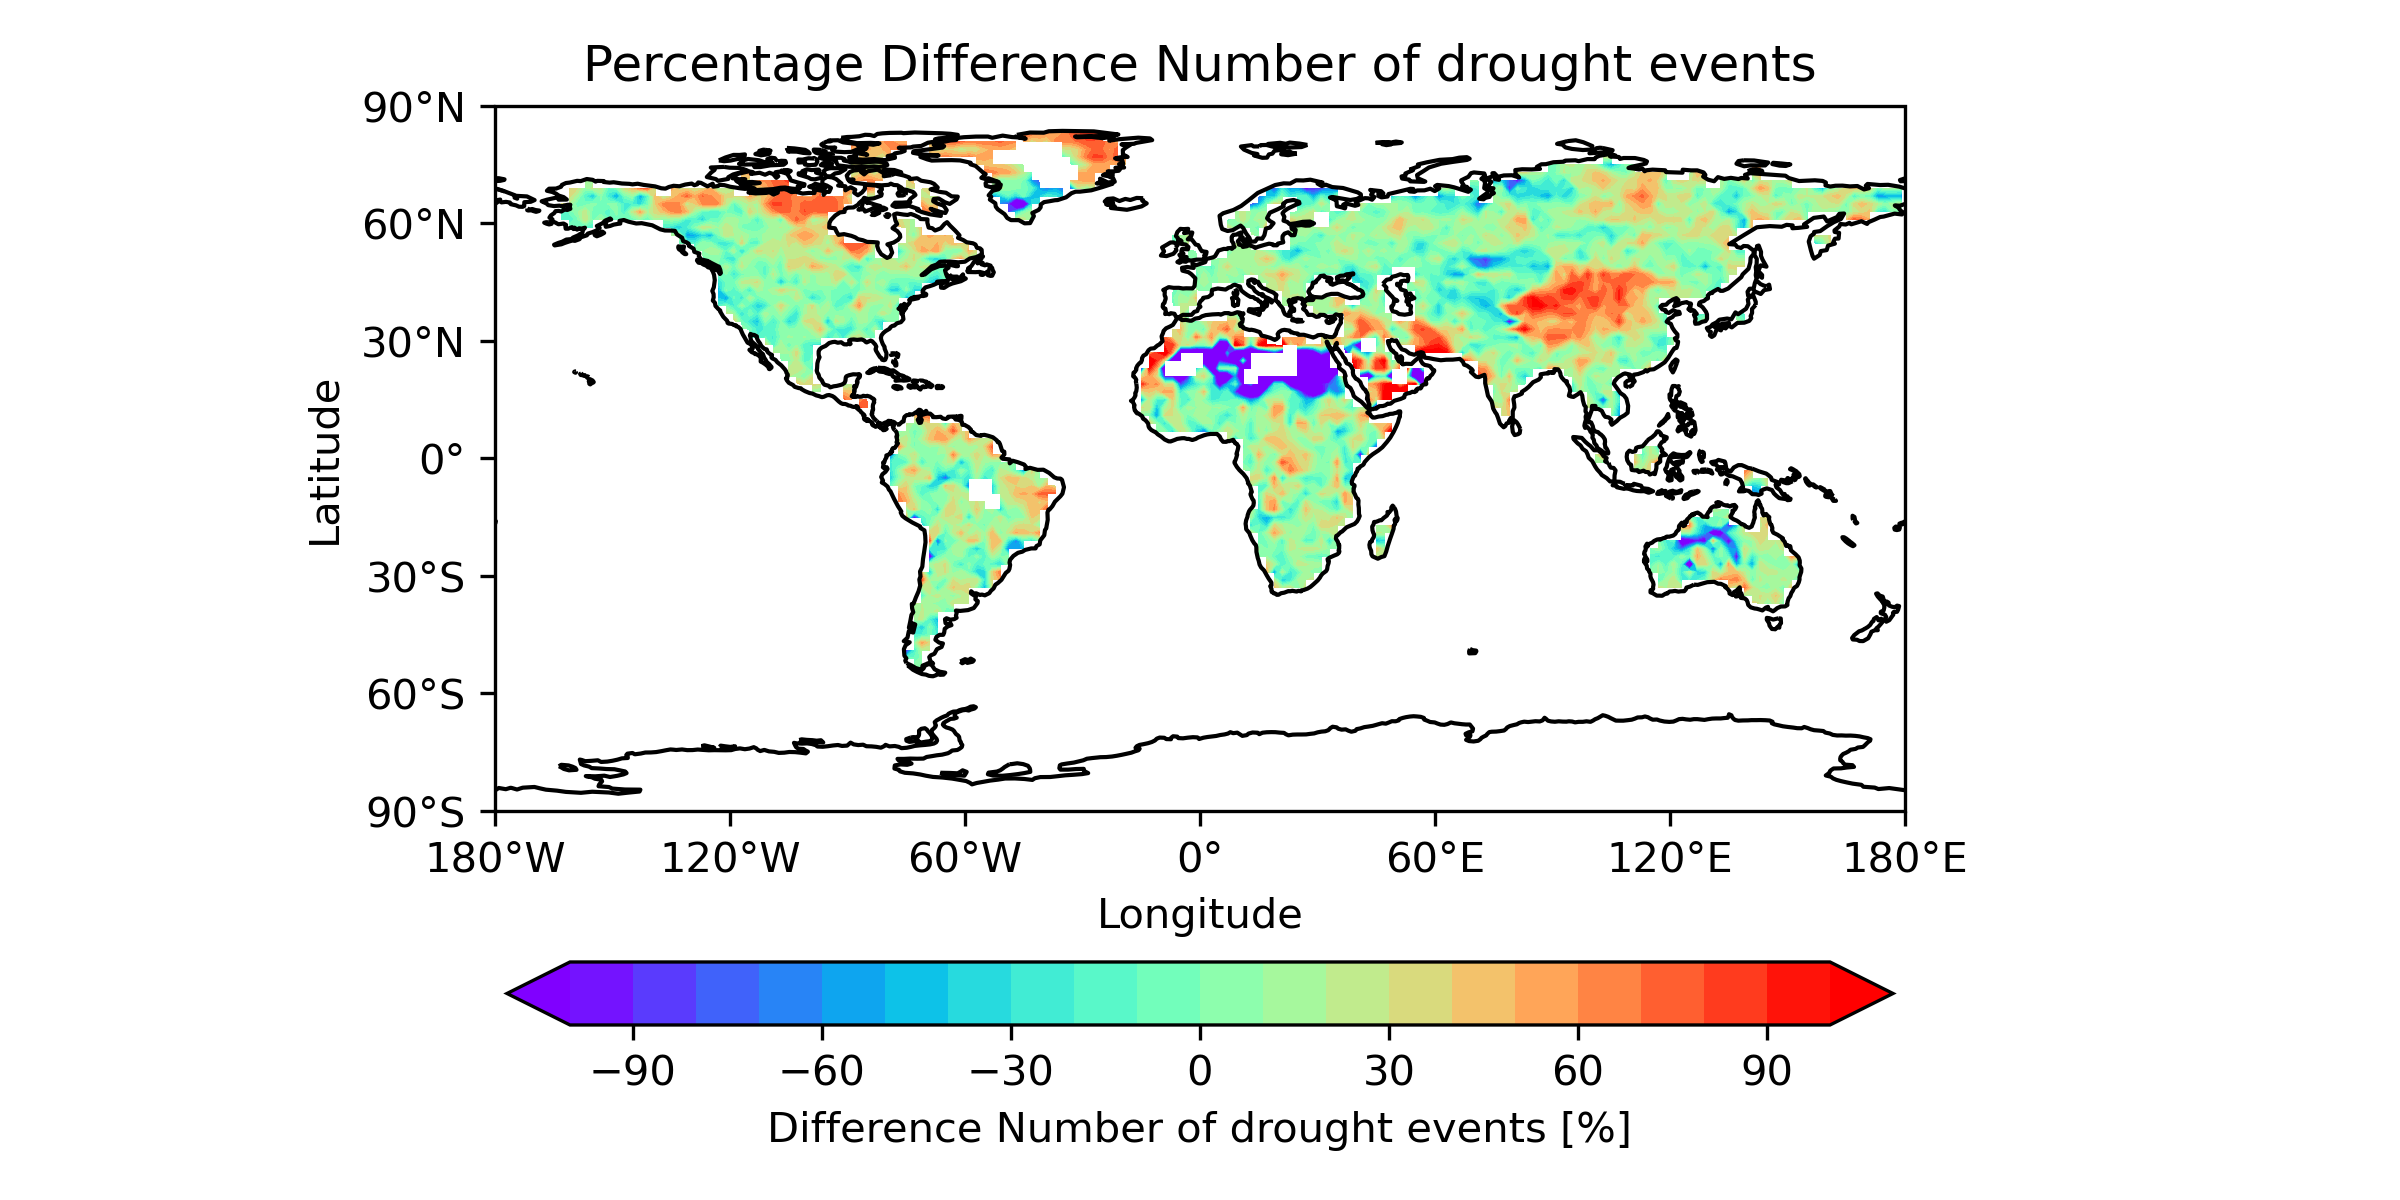 Percentage Difference Number of drought events
90°N
60°N
30°N
0°
30°S
60°S
90°S
Latitude
180°W 120°W 60°W 0° 60°E 120°E 180°E
Longitude
−90 −60 −30 0 30 60 90
Difference Number of drought events [%]